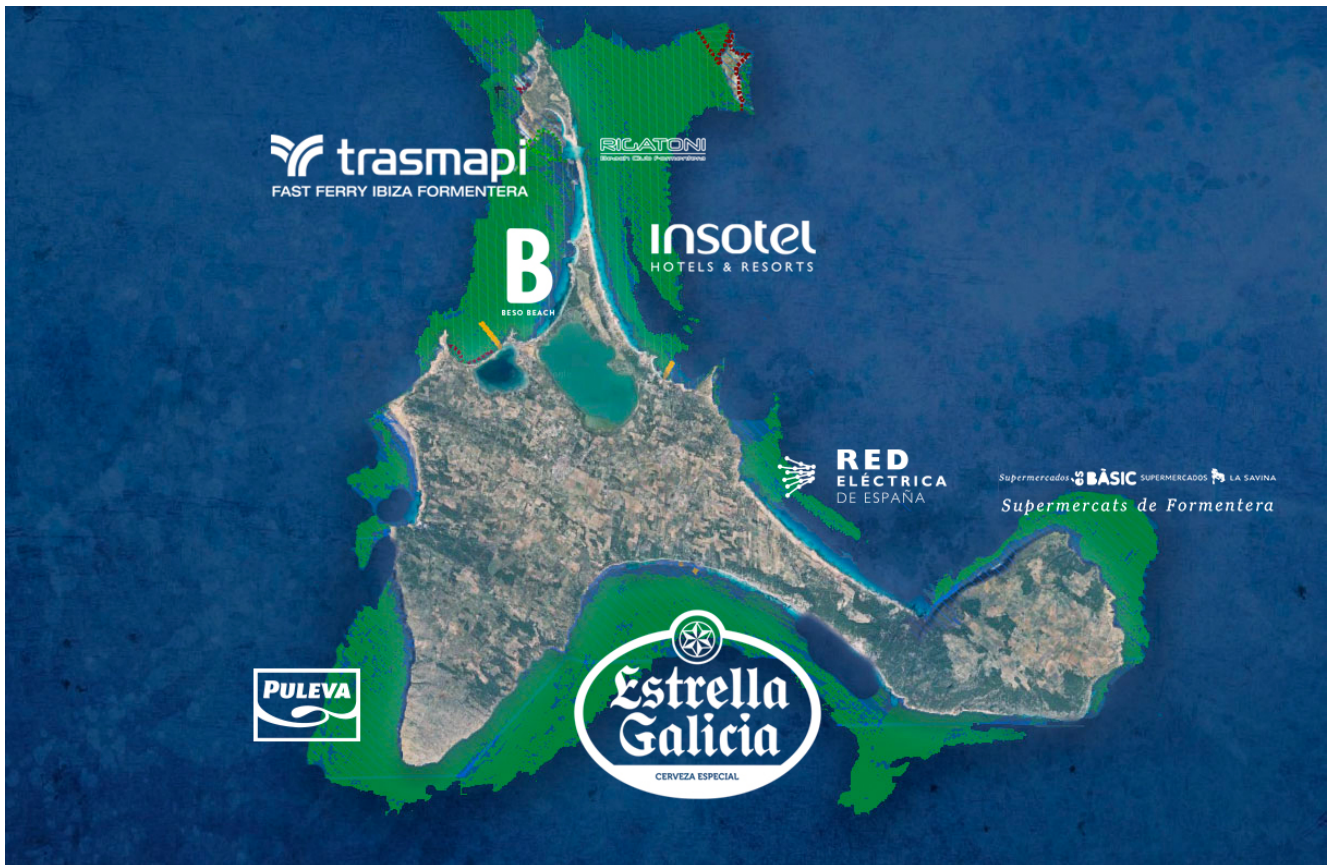 trasmapi
FAST FERRY IBIZA FORMENTERA
RIGATONI
Beach Club Formentera
B
BESO BEACH
INSOTEL
HOTELS & RESORTS
RED
ELÉCTRICA
DE ESPAÑA
Supermercados ES BÀSIC SUPERMERCADOS LA SAVINA
Supermercats de Formentera
PULEVA
Estrella
Galicia
CERVEZA ESPECIAL